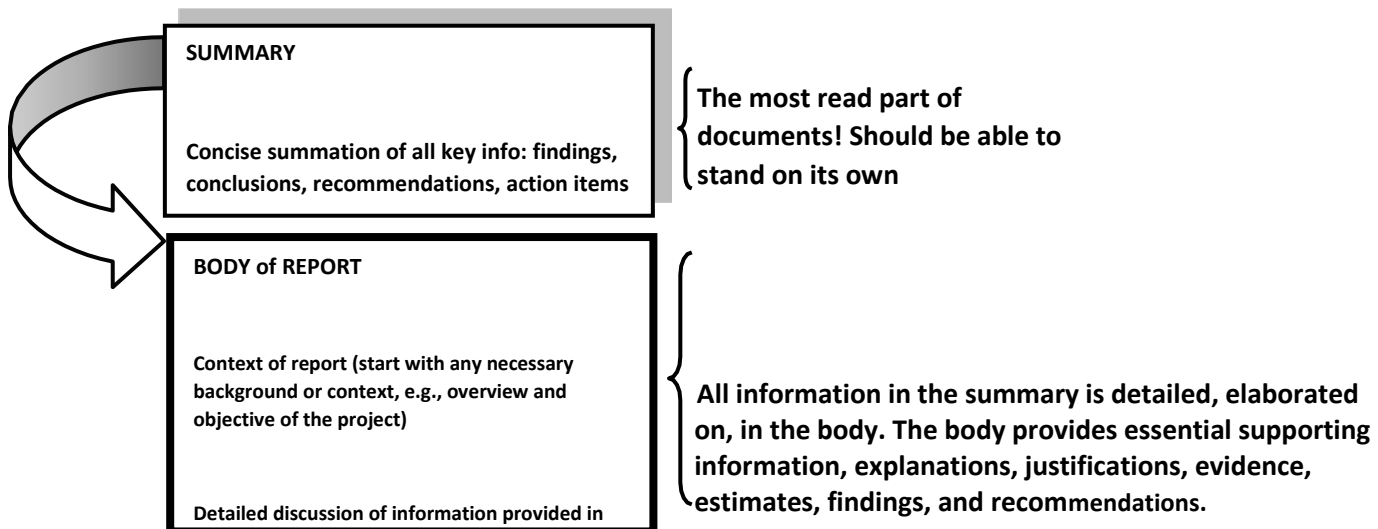 SUMMARY
Concise summation of all key info: findings,
conclusions, recommendations, action items
The most read part of
documents! Should be able to
stand on its own
BODY of REPORT
Context of report (start with any necessary
background or context, e.g., overview and
objective of the project)
Detailed discussion of information provided in
All information in the summary is detailed, elaborated
on, in the body. The body provides essential supporting
information, explanations, justifications, evidence,
estimates, findings, and recommendations.